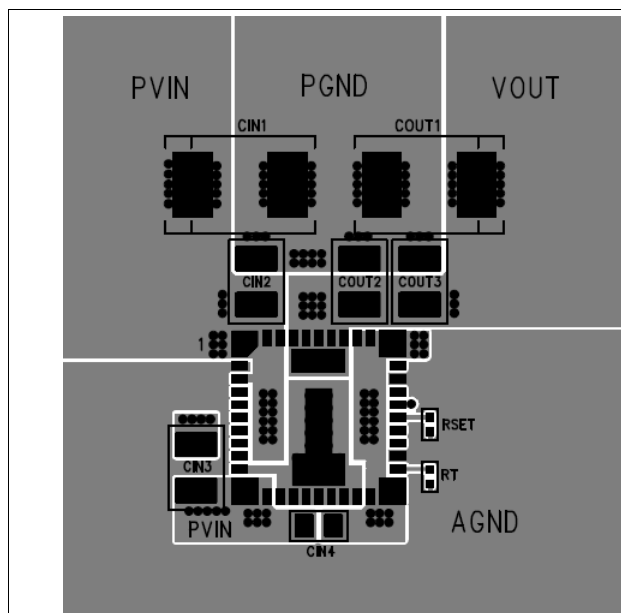 PVIN PGND VOUT
CIN1 COUT1
CIN2 COUT2 COUT3
1
RSET
CIN3 RT
PVIN AGND
CIN4